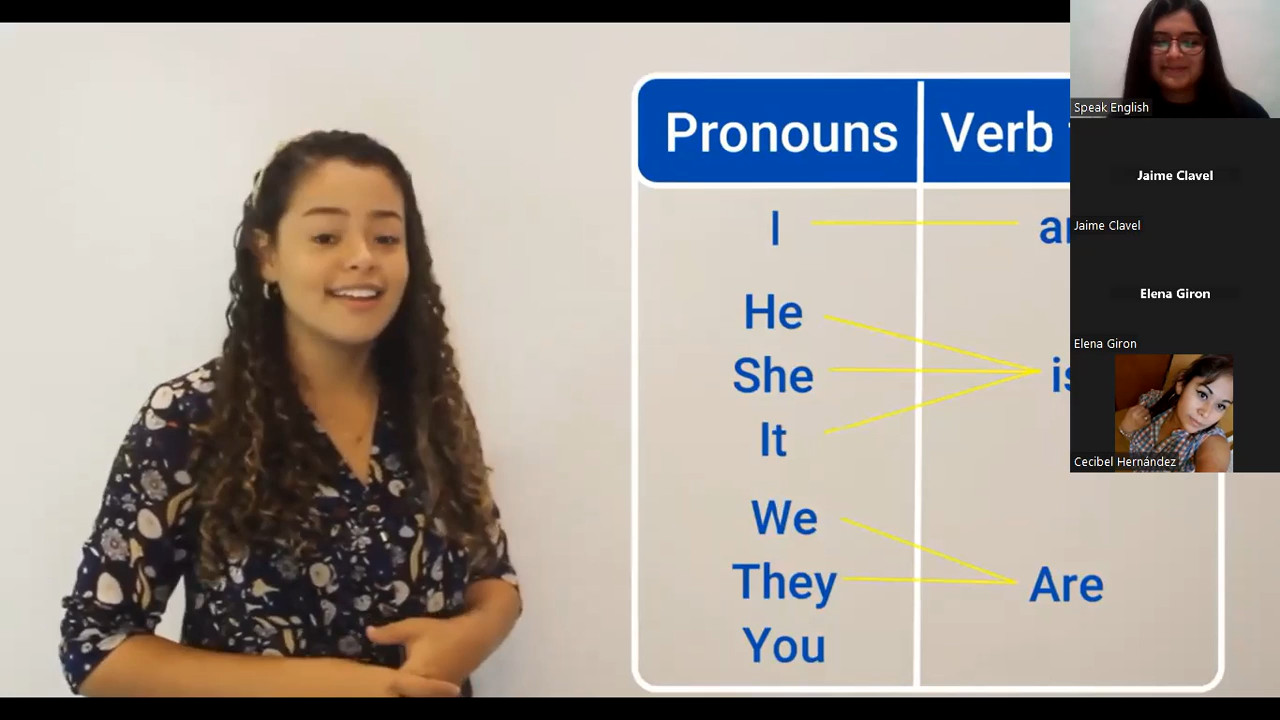 Pronouns Verb
I
He
She
It
is
We
They
Are
You
Speak English
Jaime Clavel
Jaime Clavel
Elena Giron
Elena Giron
Cecibel Hernández